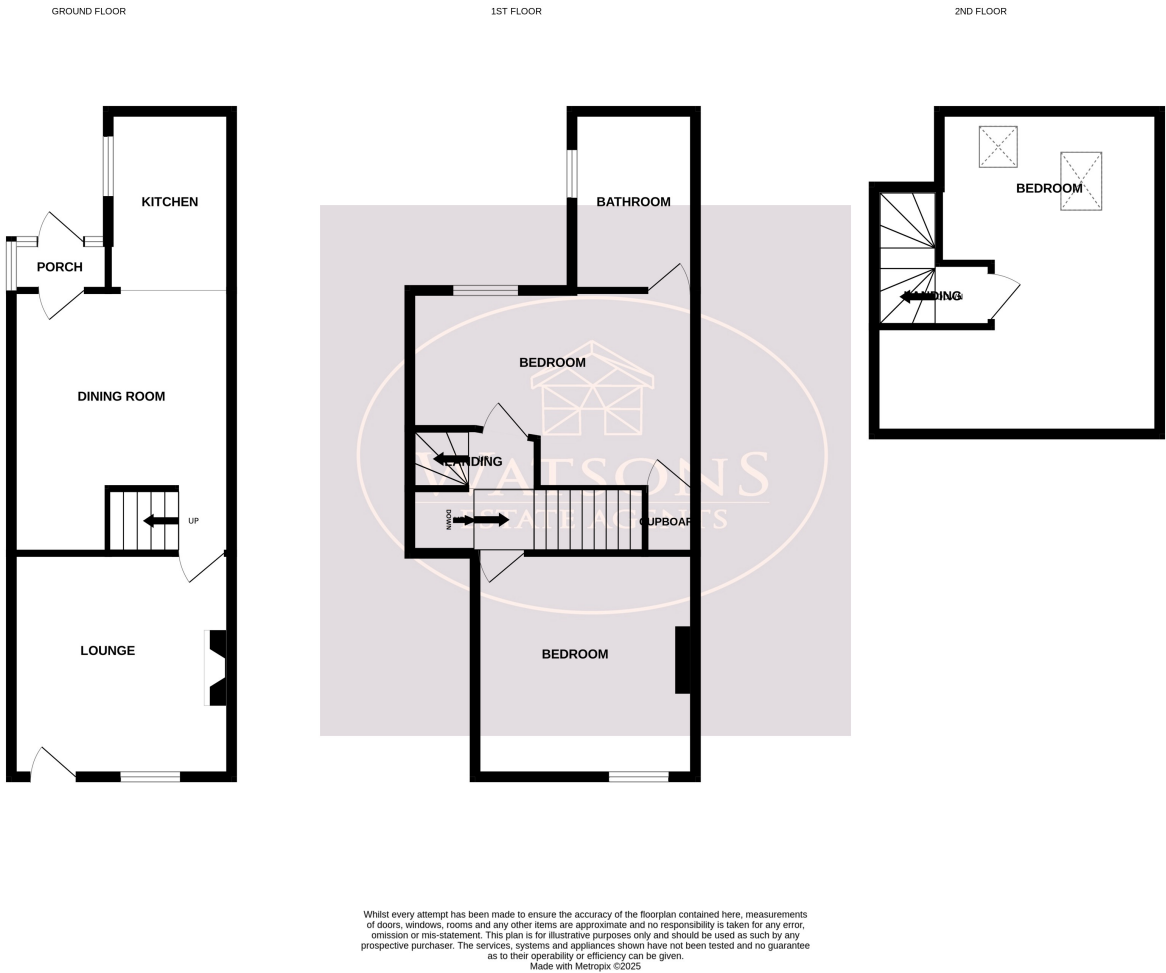 GROUND FLOOR
1ST FLOOR
2ND FLOOR
KITCHEN
PORCH
DINING ROOM
UP
LOUNGE
BATHROOM
BEDROOM
LANDING
DOWN
CUPBOAR
BEDROOM
WATSONS
ESTATE AGENTS
BEDROOM
LANDING
Whilst every attempt has been made to ensure the accuracy of the floorplan contained here, measurements
of doors, windows, rooms and any other items are approximate and no responsibility is taken for any error,
omission or mis-statement. This plan is for illustrative purposes only and should be used as such by any
prospective purchaser. The services, systems and appliances shown have not been tested and no guarantee
as to their operability or efficiency can be given.
Made with Metropix ©2025